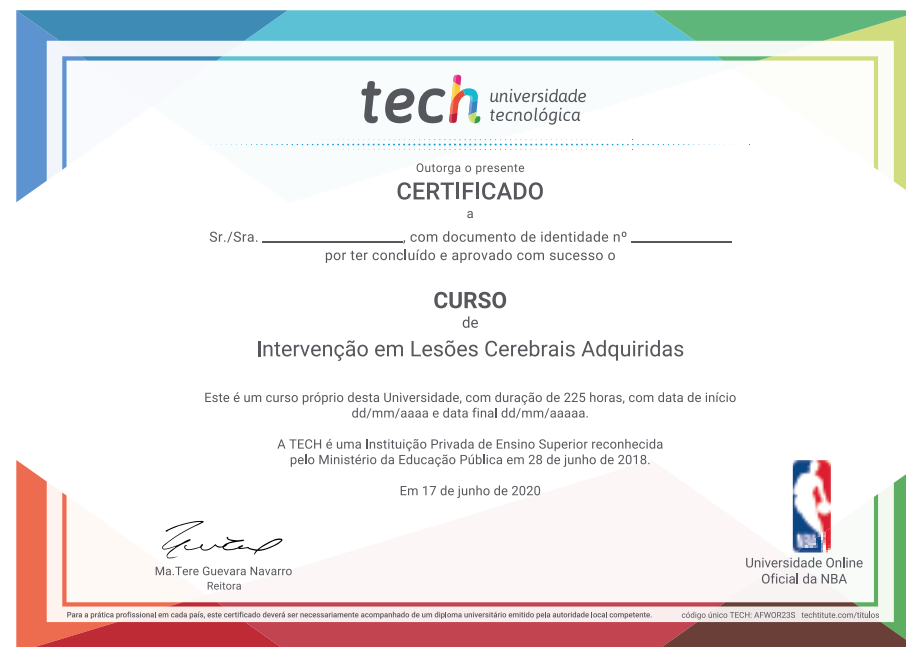 tech universidade
tecnológica
Outorga o presente
CERTIFICADO
a
Sr./Sra. ____________________, com documento de identidade nº ______________
por ter concluído e aprovado com sucesso o
CURSO
de
Intervenção em Lesões Cerebrais Adquiridas
Este é um curso próprio desta Universidade, com duração de 225 horas, com data de início
dd/mm/aaaa e data final dd/mm/aaaaa.
A TECH é uma Instituição Privada de Ensino Superior reconhecida
pelo Ministério da Educação Pública em 28 de junho de 2018.
Em 17 de junho de 2020
NBA
Ma.Tere Guevara Navarro
Reitora
Universidade Online
Oficial da NBA
Para a prática profissional em cada país, este certificado deverá ser necessariamente acompanhado de um diploma universitário emitido pela autoridade local competente.
código único TECH: AFWOR23S techtitute.com/titulos